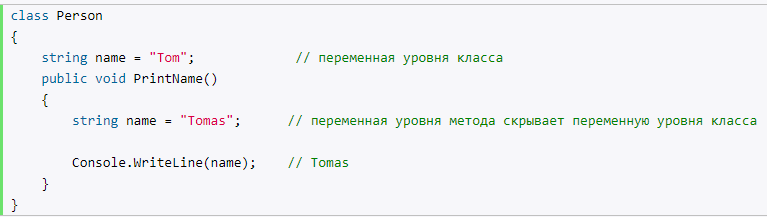 class Person
{
    string name = "Tom";             // переменная уровня класса
    public void PrintName()
    {
        string name = "Tomas";      // переменная уровня метода скрывает переменную уровня класса
        Console.WriteLine(name);    // Tomas
    }
}